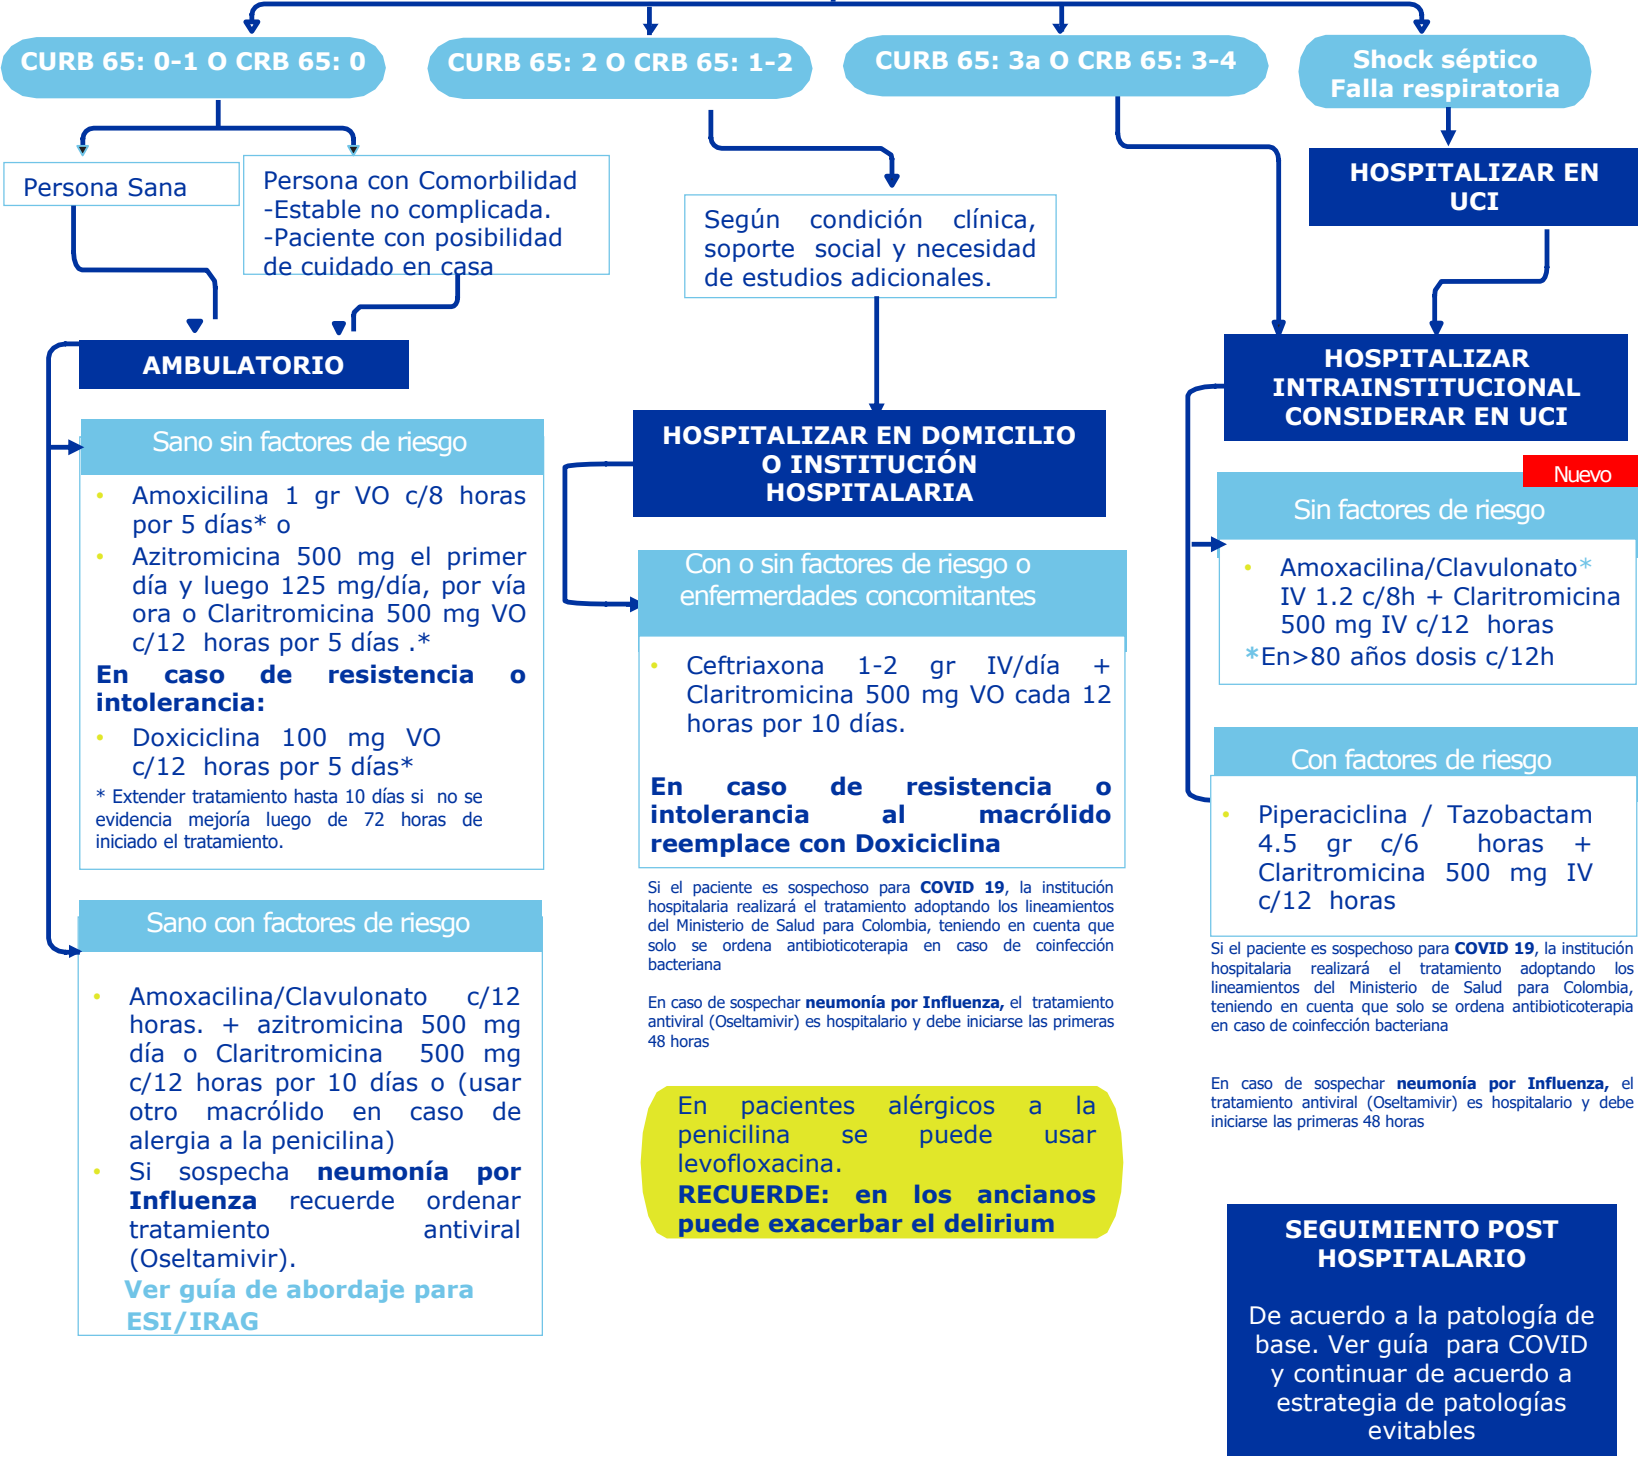 CURB 65: 0-1 O CRB 65: 0
CURB 65: 2 O CRB 65: 1-2
CURB 65: 3a O CRB 65: 3-4
Shock séptico
Falla respiratoria
Persona Sana
Persona con Comorbilidad
-Estable no complicada.
-Paciente con posibilidad
de cuidado en casa
Según condición clínica,
soporte social y necesidad
de estudios adicionales.
HOSPITALIZAR EN
UCI
AMBULATORIO
Sano sin factores de riesgo
• Amoxicilina 1 gr VO c/8 horas
por 5 días* o
• Azitromicina 500 mg el primer
día y luego 125 mg/día, por vía
ora o Claritromicina 500 mg VO
c/12 horas por 5 días .*
En caso de resistencia o
intolerancia:
• Doxiciclina 100 mg VO
c/12 horas por 5 días*
* Extender tratamiento hasta 10 días si no se
evidencia mejoría luego de 72 horas de
iniciado el tratamiento.
Sano con factores de riesgo
• Amoxacilina/Clavulonato c/12
horas. + azitromicina 500 mg
día o Claritromicina 500 mg
c/12 horas por 10 días o (usar
otro macrólido en caso de
alergia a la penicilina)
• Si sospecha neumonía por
Influenza recuerde ordenar
tratamiento antiviral
(Oseltamivir).
Ver guía de abordaje para
ESI/IRAG
HOSPITALIZAR EN DOMICILIO
O INSTITUCIÓN
HOSPITALARIA
Con o sin factores de riesgo o
enfermerdades concomitantes
• Ceftriaxona 1-2 gr IV/día +
Claritromicina 500 mg VO cada 12
horas por 10 días.
En caso de resistencia o
intolerancia al macrólido
reemplace con Doxiciclina
Si el paciente es sospechoso para COVID 19, la institución
hospitalaria realizará el tratamiento adoptando los lineamientos
del Ministerio de Salud para Colombia, teniendo en cuenta que
solo se ordena antibioticoterapia en caso de coinfección
bacteriana
En caso de sospechar neumonía por Influenza, el tratamiento
antiviral (Oseltamivir) es hospitalario y debe iniciarse las primeras
48 horas
En pacientes alérgicos a la
penicilina se puede usar
levofloxacina.
RECUERDE: en los ancianos
puede exacerbar el delirium
HOSPITALIZAR
INTRAINSTITUCIONAL
CONSIDERAR EN UCI
Nuevo
Sin factores de riesgo
• Amoxacilina/Clavulonato*
IV 1.2 c/8h + Claritromicina
500 mg IV c/12 horas
*En>80 años dosis c/12h
Con factores de riesgo
• Piperaciclina / Tazobactam
4.5 gr c/6 horas +
Claritromicina 500 mg IV
c/12 horas
Si el paciente es sospechoso para COVID 19, la institución
hospitalaria realizará el tratamiento adoptando los
lineamientos del Ministerio de Salud para Colombia,
teniendo en cuenta que solo se ordena antibioticoterapia
en caso de coinfección bacteriana
En caso de sospechar neumonía por Influenza, el
tratamiento antiviral (Oseltamivir) es hospitalario y debe
iniciarse las primeras 48 horas
SEGUIMIENTO POST
HOSPITALARIO
De acuerdo a la patología de
base. Ver guía para COVID
y continuar de acuerdo a
estrategia de patologías
evitables